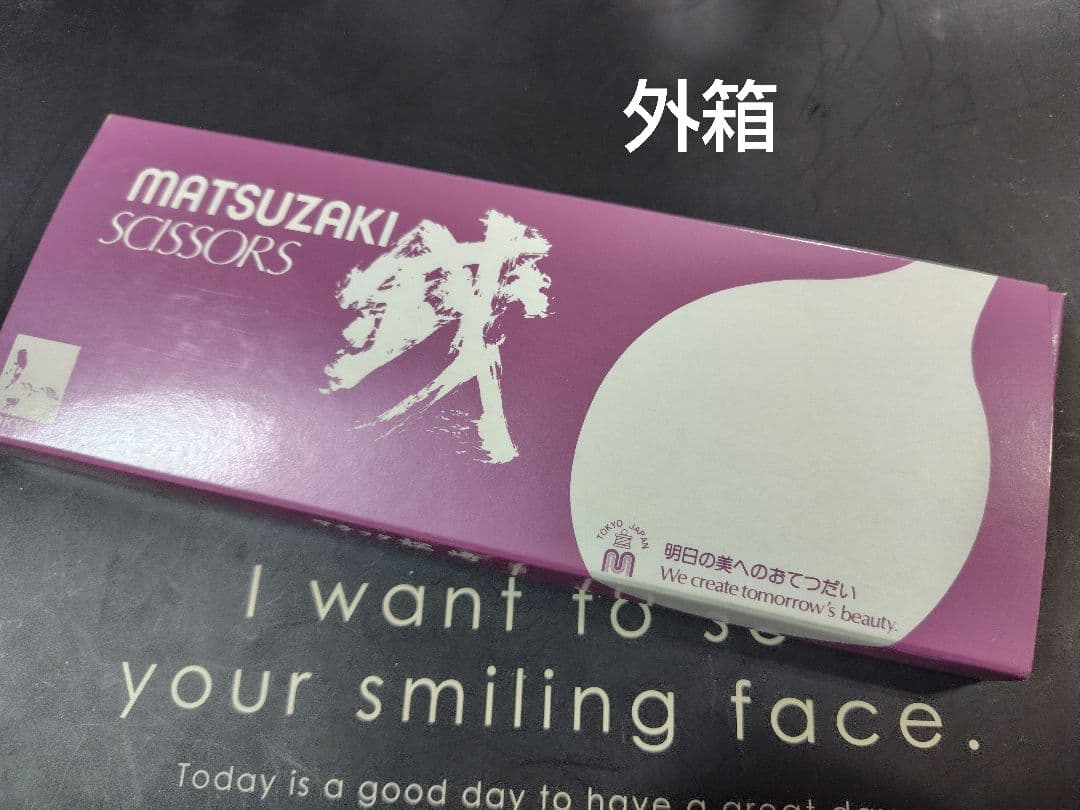 外箱
MATSUZAKI
SCISSORS
鋏
TOKYO JAPAN
M
明日の美へのおてつだい
We create tomorrow's beauty.
I want to se
your smiling face.
Today is a good day to have a great